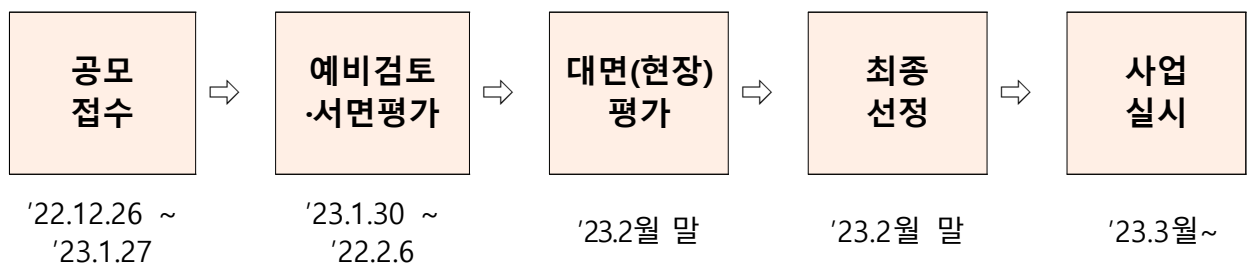 공모
접수
⇨
예비검토
·서면평가
⇨
대면(현장)
평가
⇨
최종
선정
⇨
사업
실시
'22.12.26 ~
'23.1.27
'23.1.30 ~
'22.2.6
'23.2월 말
'23.2월 말
'23.3월~